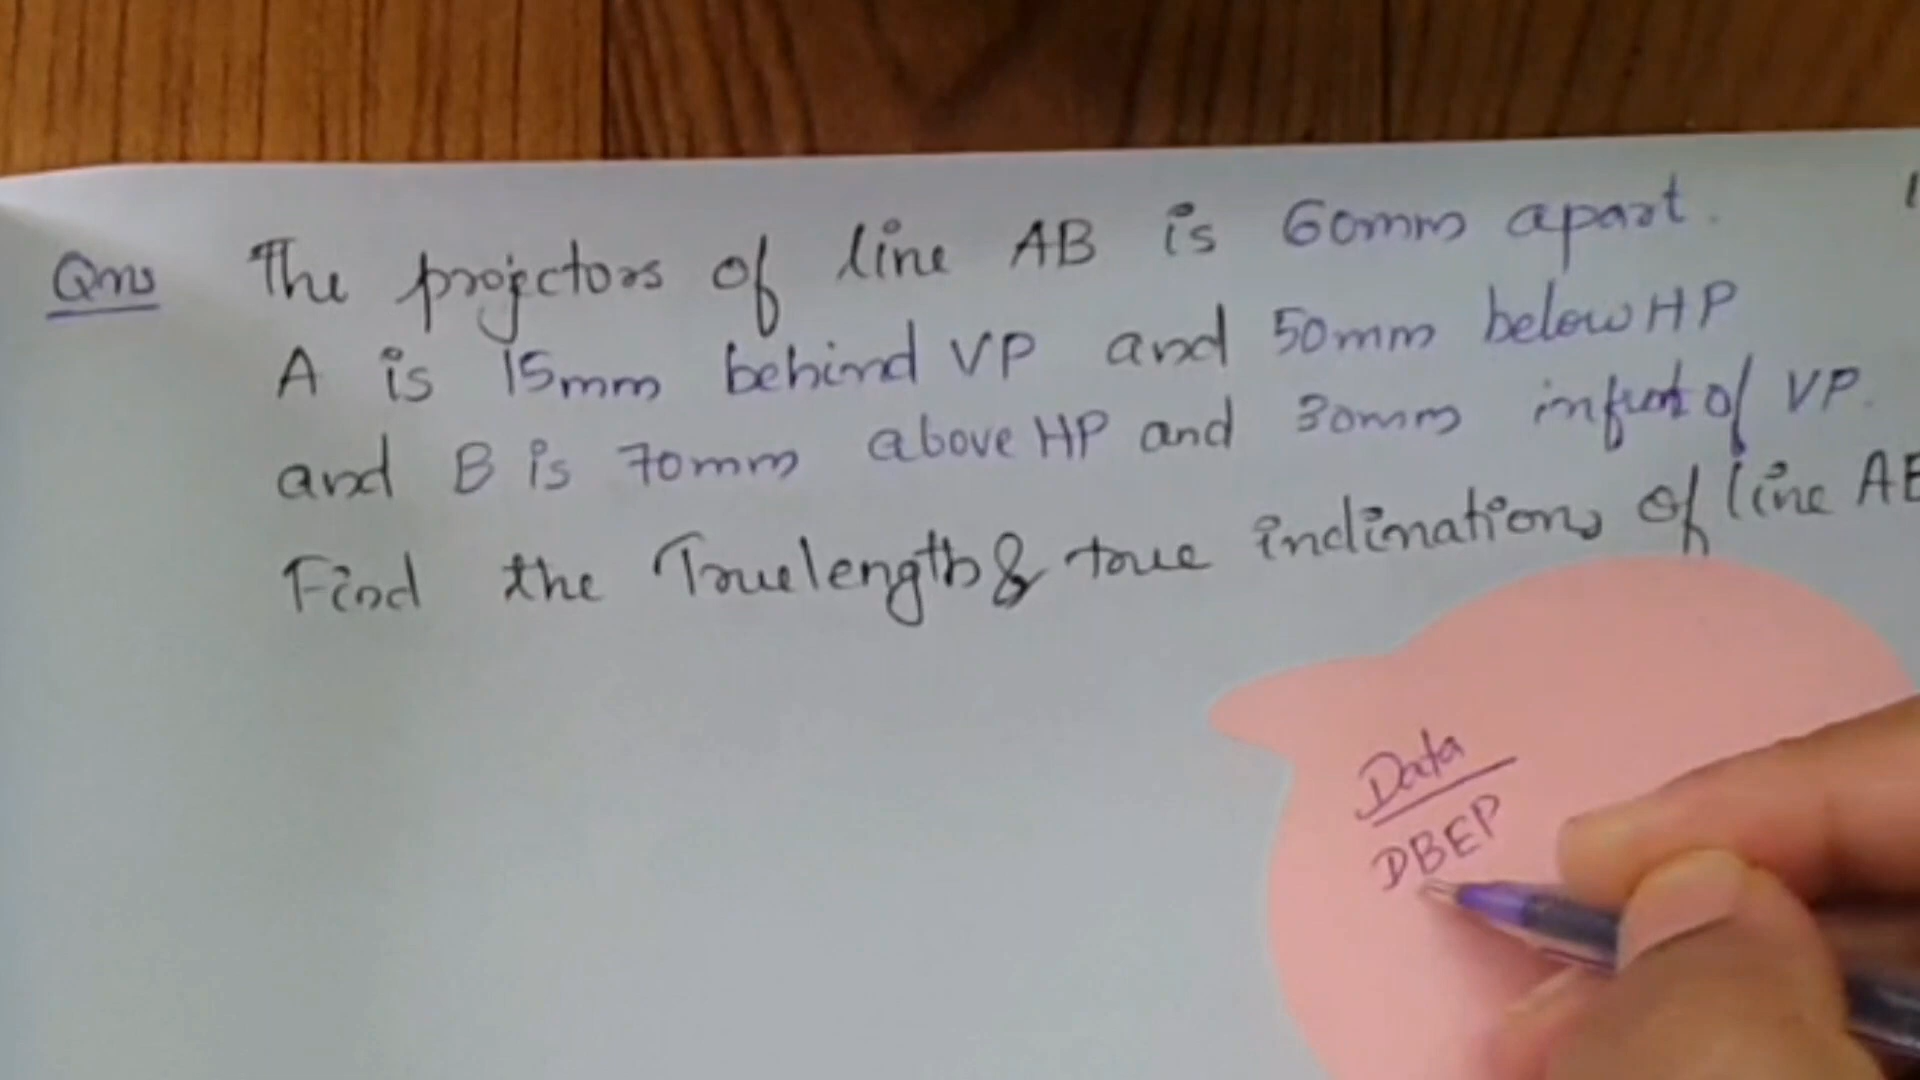 Qns The projectors of line AB is 60mm apart.
A is 15mm behind VP and 50mm below HP
and B is 70mm above HP and 30mm infront of VP.
Find the Truelength & true inclinations of line AB
Data
DBEP